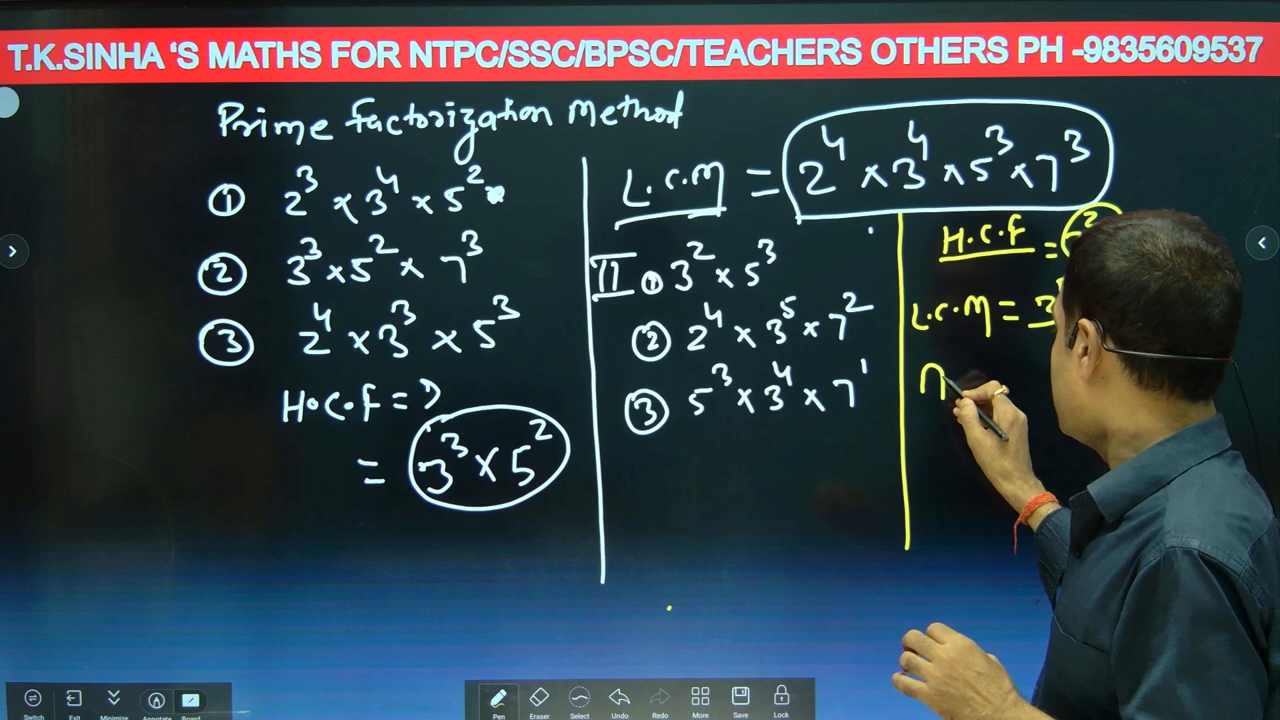 T.K.SINHA 'S MATHS FOR NTPC/SSC/BPSC/TEACHERS OTHERS PH -9835609537
Prime Factorization Method
① 2³ × 3⁴ × 5²
② 3³ × 5² × 7³
③ 2⁴ × 3³ × 5³
H.C.F =>
= 3³ × 5²
L.C.M = 2⁴ × 3⁴ × 5³ × 7³
II ① 3² × 5³
② 2⁴ × 3⁵ × 7²
③ 5³ × 3⁴ × 7¹
H.C.F =
L.C.M = 3
Switch Exit Minimize Annotate Board
Pen Eraser Select Undo Redo More Save Lock